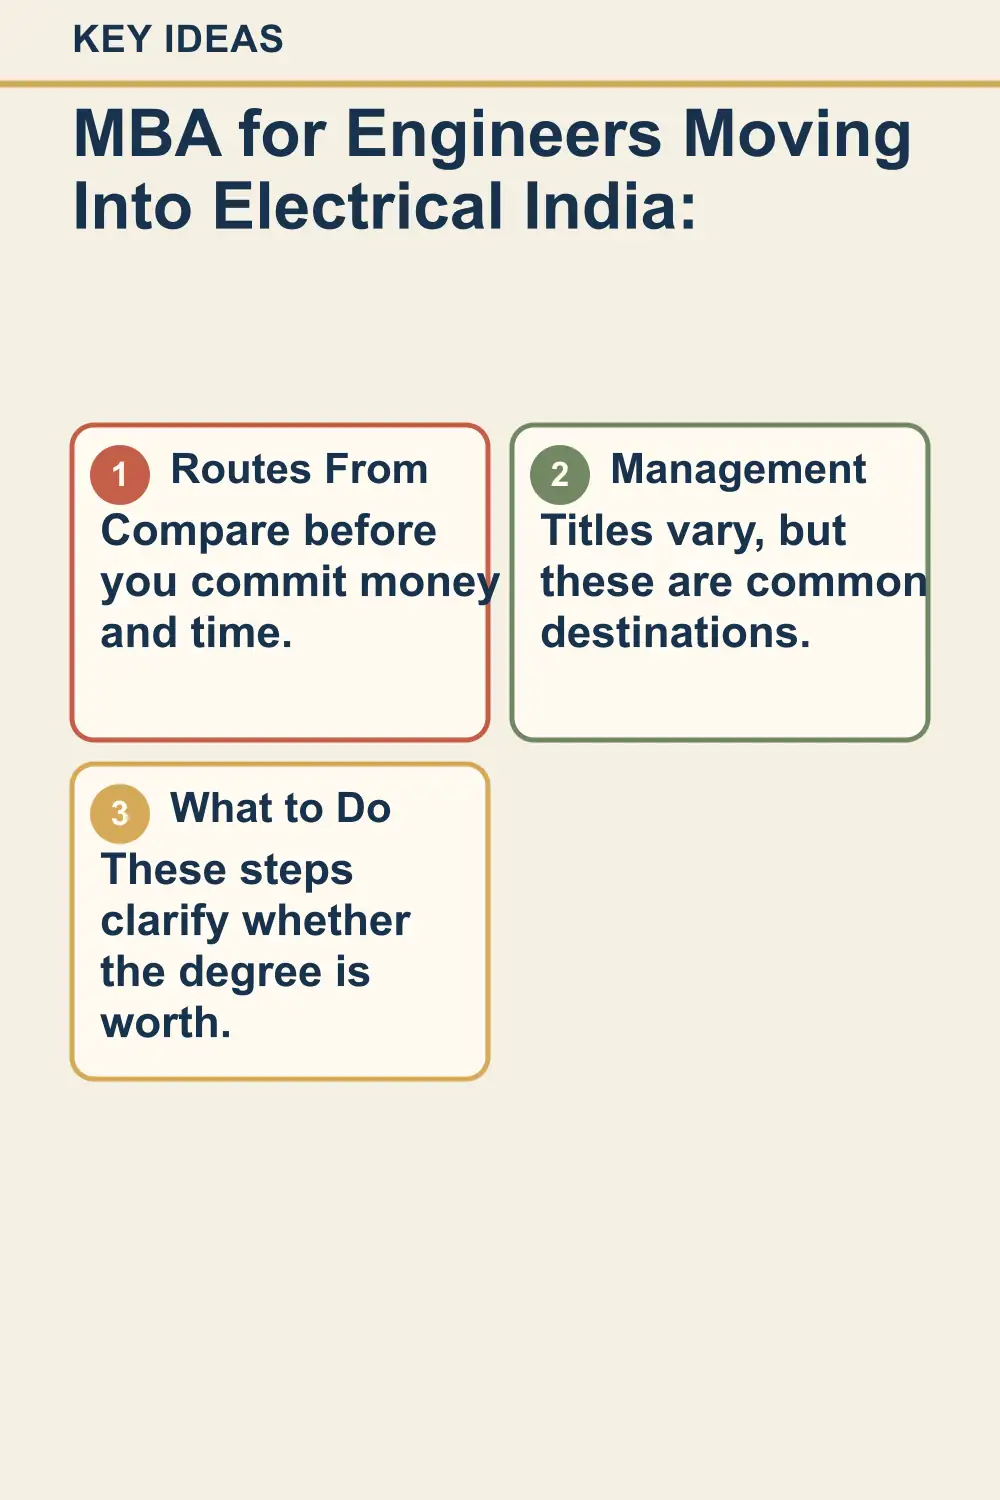 KEY IDEAS
MBA for Engineers Moving
Into Electrical India:
1 Routes From
Compare before
you commit money
and time.
2 Management
Titles vary, but
these are common
destinations.
3 What to Do
These steps
clarify whether
the degree is
worth.